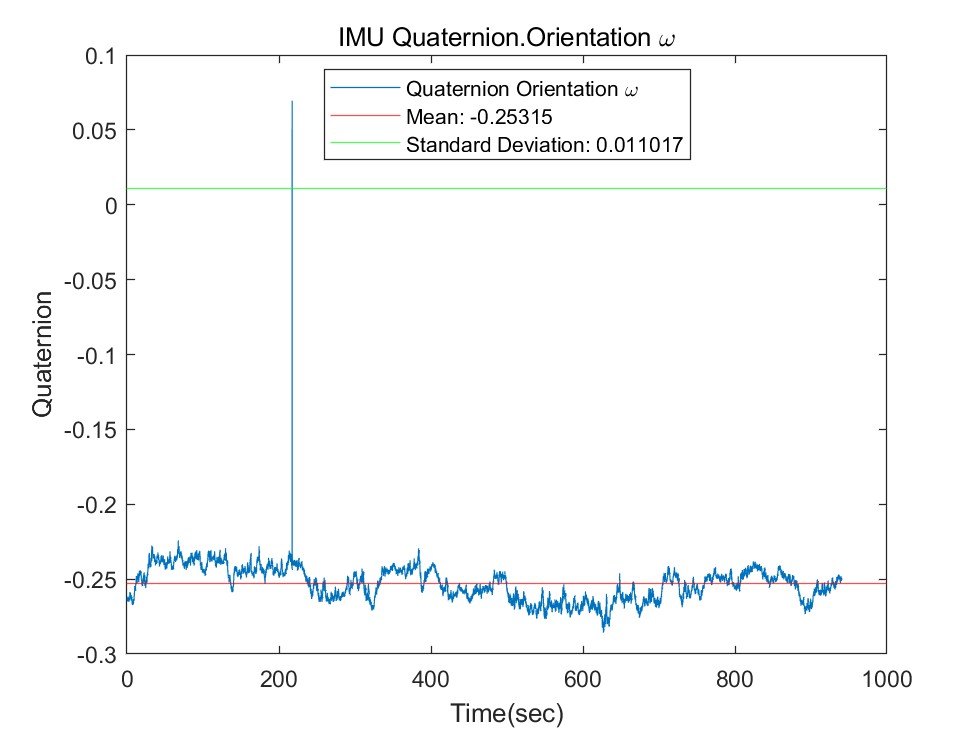 IMU Quaternion.Orientation ω
Quaternion Orientation ω
Mean: -0.25315
Standard Deviation: 0.011017
0.1
0.05
0
-0.05
-0.1
-0.15
-0.2
-0.25
-0.3
Quaternion
0 200 400 600 800 1000
Time(sec)